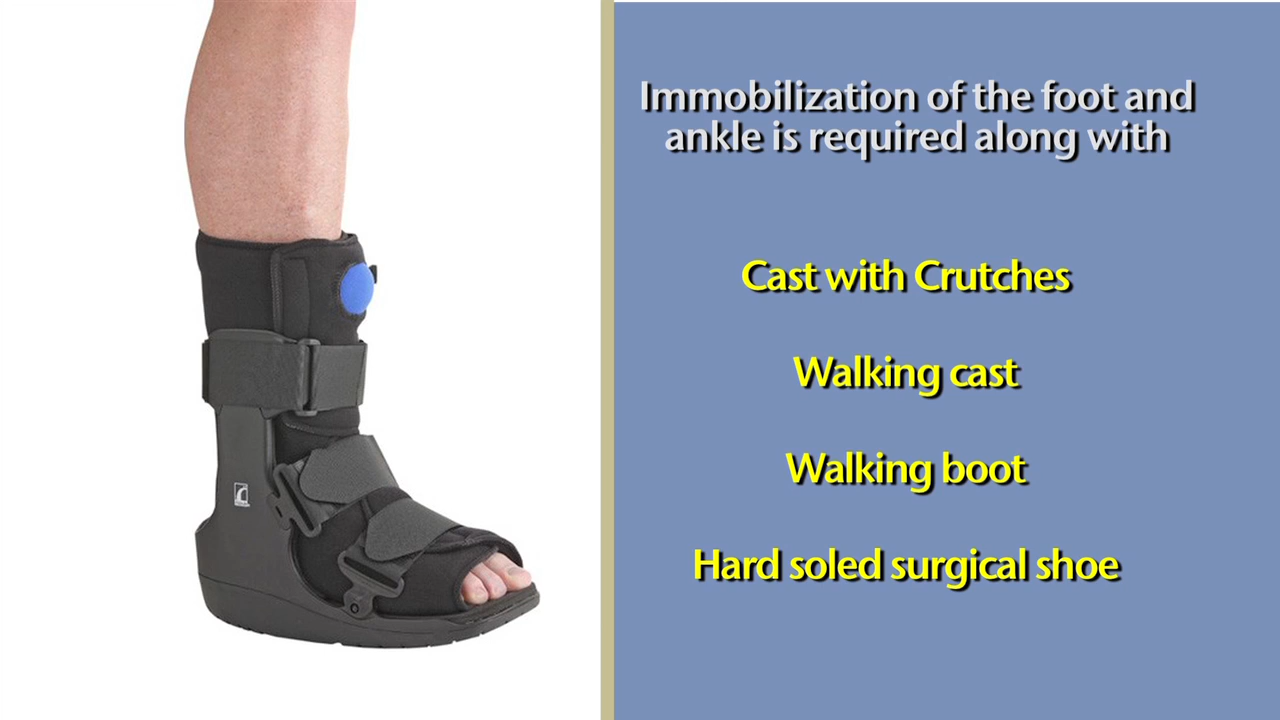 Immobilization of the foot and
ankle is required along with
Cast with Crutches
Walking cast
Walking boot
Hard soled surgical shoe